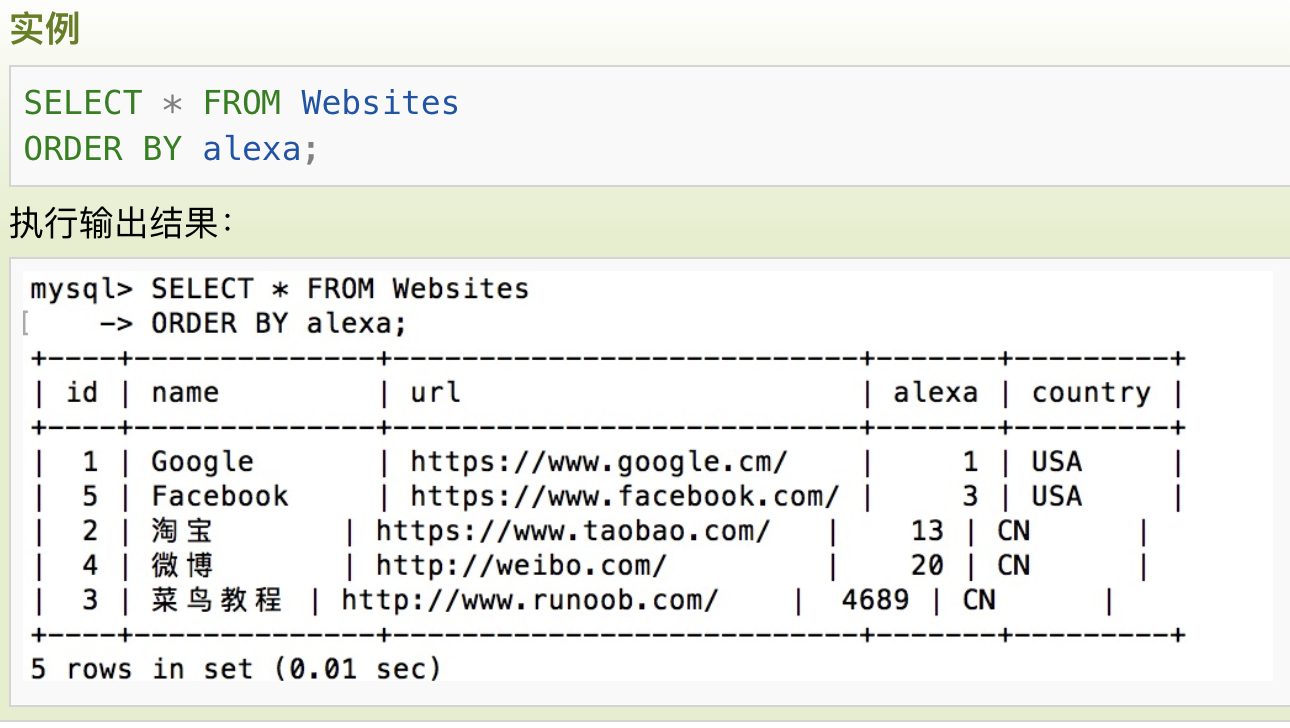 实例
SELECT * FROM Websites
ORDER BY alexa;
执行输出结果：
mysql> SELECT * FROM Websites
[    -> ORDER BY alexa;
+----+--------------+---------------------------+-------+---------+
| id | name         | url                       | alexa | country |
+----+--------------+---------------------------+-------+---------+
|  1 | Google       | https://www.google.cm/    |     1 | USA     |
|  5 | Facebook     | https://www.facebook.com/ |     3 | USA     |
|  2 | 淘宝       | https://www.taobao.com/   |    13 | CN      |
|  4 | 微博       | http://weibo.com/         |    20 | CN      |
|  3 | 菜鸟教程 | http://www.runoob.com/    |  4689 | CN      |
+----+--------------+---------------------------+-------+---------+
5 rows in set (0.01 sec)